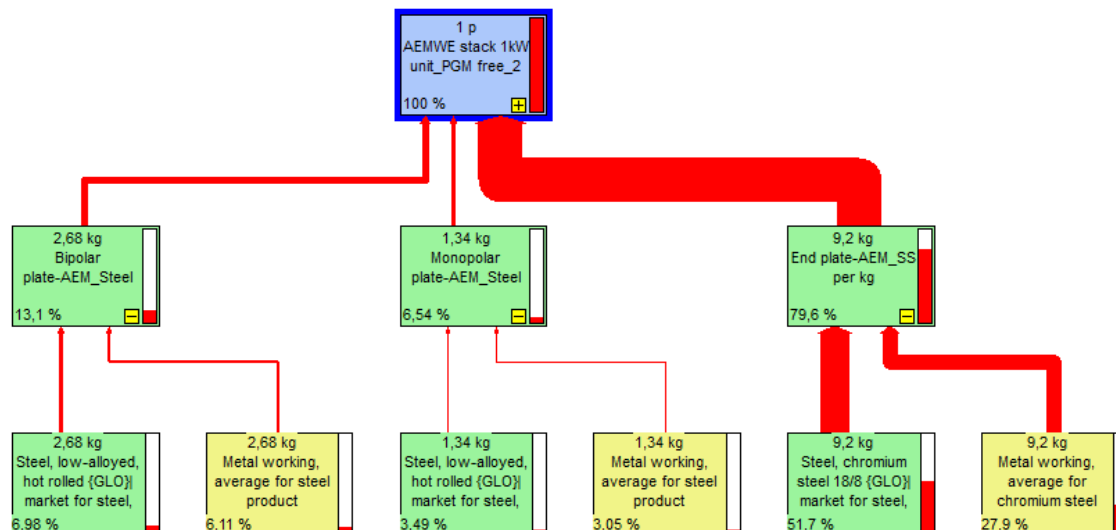 1 p
AEMWE stack 1kW
unit_PGM free_2
100 %
2,68 kg
Bipolar
plate-AEM_Steel
13,1 %
1,34 kg
Monopolar
plate-AEM_Steel
6,54 %
9,2 kg
End plate-AEM_SS
per kg
79,6 %
2,68 kg
Steel, low-alloyed,
hot rolled {GLO}|
market for steel,
6.98 %
2,68 kg
Metal working,
average for steel
product
6.11 %
1,34 kg
Steel, low-alloyed,
hot rolled {GLO}|
market for steel,
3.49 %
1,34 kg
Metal working,
average for steel
product
3.05 %
9,2 kg
Steel, chromium
steel 18/8 {GLO}|
market for steel,
51.7 %
9,2 kg
Metal working,
average for
chromium steel
27.9 %